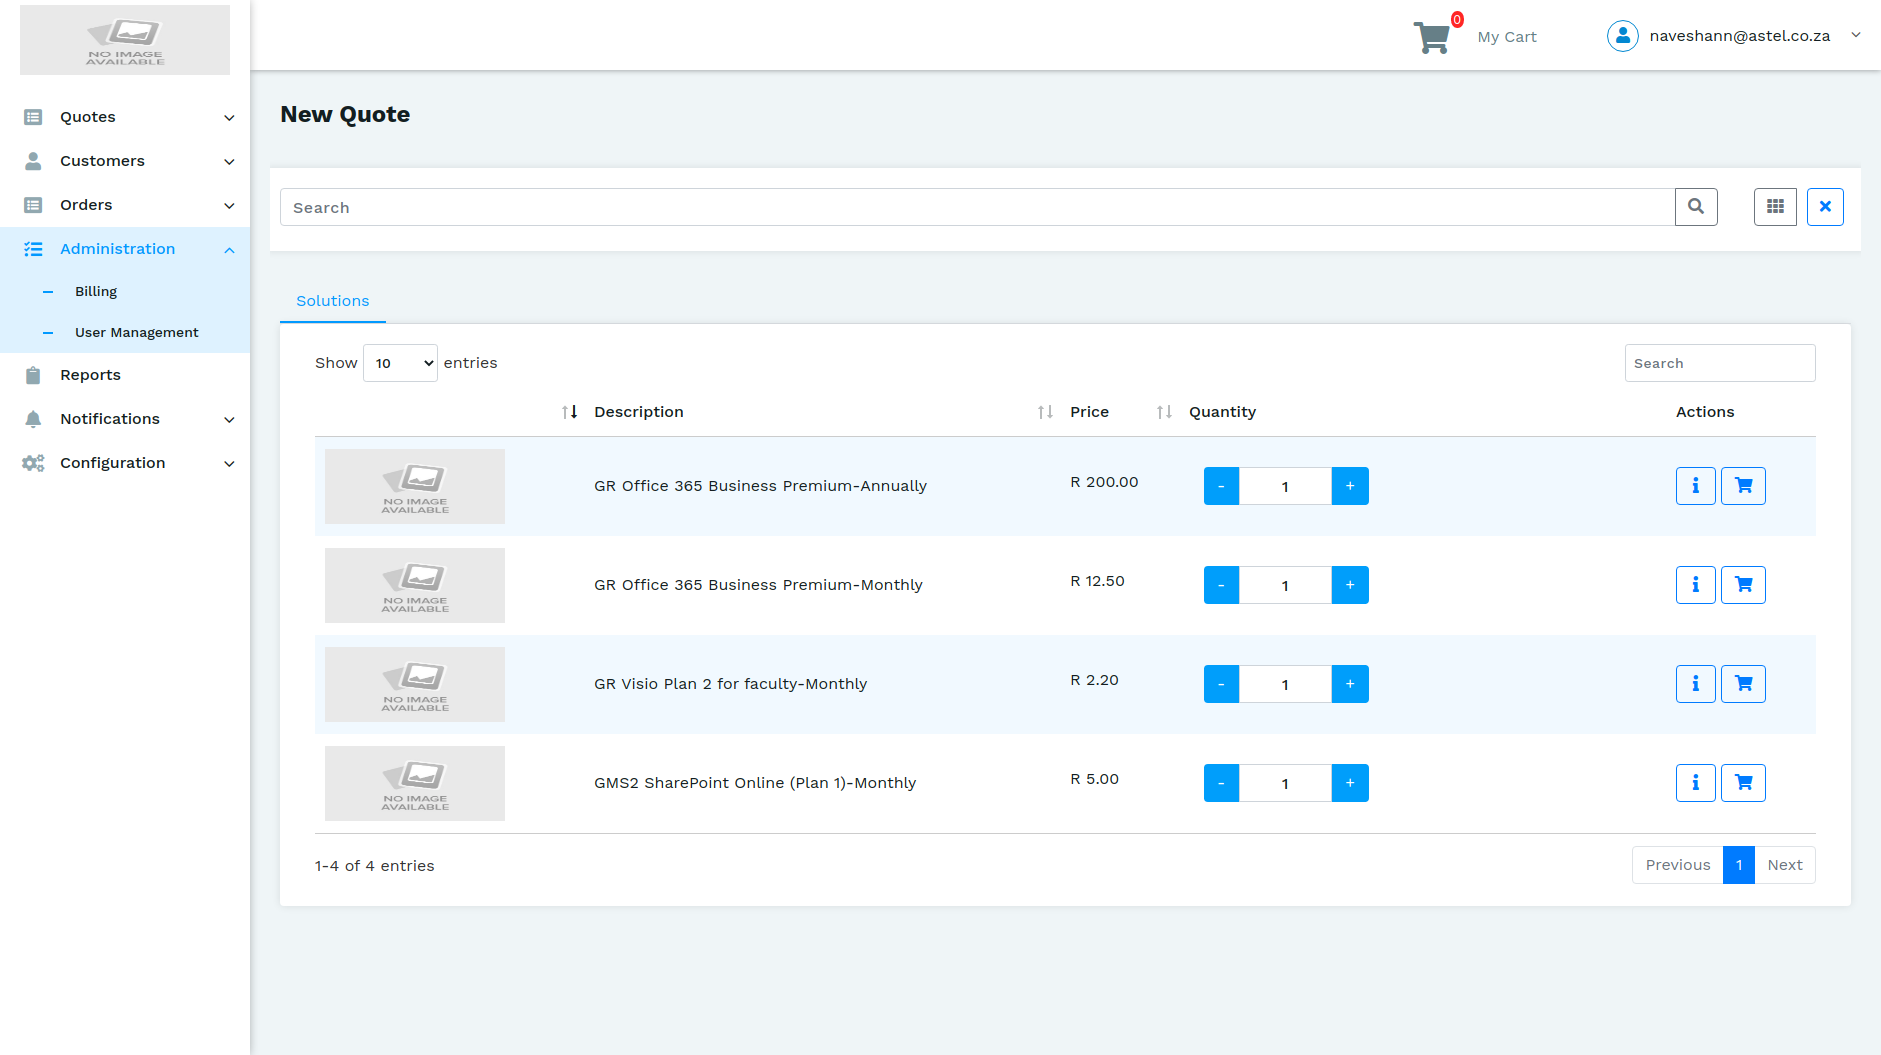 NO IMAGE
AVAILABLE
0
My Cart
naveshann@astel.co.za
Quotes
Customers
Orders
Administration
Billing
User Management
Reports
Notifications
Configuration
New Quote
Search
Solutions
Show 10 entries
Search
Description Price Quantity Actions
NO IMAGE
AVAILABLE
GR Office 365 Business Premium-Annually R 200.00 - 1 +
NO IMAGE
AVAILABLE
GR Office 365 Business Premium-Monthly R 12.50 - 1 +
NO IMAGE
AVAILABLE
GR Visio Plan 2 for faculty-Monthly R 2.20 - 1 +
NO IMAGE
AVAILABLE
GMS2 SharePoint Online (Plan 1)-Monthly R 5.00 - 1 +
1-4 of 4 entries
Previous 1 Next